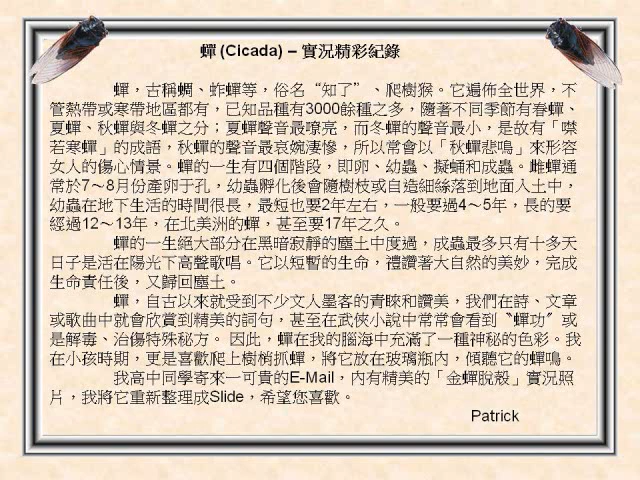 蟬 (Cicada) – 實況精彩紀錄
蟬，古稱蜩、蚱蟬等，俗名“知了”、爬樹猴。它遍佈全世界，不
管熱帶或寒帶地區都有，已知品種有3000餘種之多，隨著不同季節有春蟬、
夏蟬、秋蟬與冬蟬之分；夏蟬聲音最嘹亮，而冬蟬的聲音最小，是故有「噤
若寒蟬」的成語，秋蟬的聲音最哀婉淒慘，所以常會以「秋蟬悲鳴」來形容
女人的傷心情景。蟬的一生有四個階段，即卵、幼蟲、擬蛹和成蟲。雌蟬通
常於7～8月份產卵于孔，幼蟲孵化後會隨樹枝或自造細絲落到地面入土中，
幼蟲在地下生活的時間很長，最短也要2年左右，一般要過4～5年，長的要
經過12～13年，在北美洲的蟬，甚至要17年之久。
蟬的一生絕大部分在黑暗寂靜的塵土中度過，成蟲最多只有十多天
日子是活在陽光下高聲歌唱。它以短暫的生命，禮讚著大自然的美妙，完成
生命責任後，又歸回塵土。
蟬，自古以來就受到不少文人墨客的青睞和讚美，我們在詩、文章
或歌曲中就會欣賞到精美的詞句，甚至在武俠小說中常常會看到〝蟬功〞或
是解毒、治傷特殊秘方。 因此，蟬在我的腦海中充滿了一種神秘的色彩。我
在小孩時期，更是喜歡爬上樹梢抓蟬，將它放在玻璃瓶內，傾聽它的蟬鳴。
我高中同學寄來一可貴的E-Mail，內有精美的「金蟬脫殼」實況照
片，我將它重新整理成Slide，希望您喜歡。
Patrick